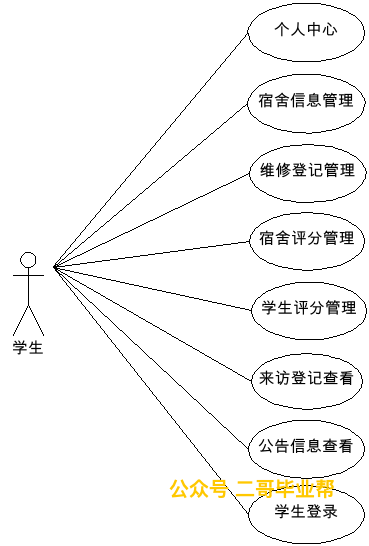 个人中心
宿舍信息管理
维修登记管理
宿舍评分管理
学生评分管理
学生
来访登记查看
公告信息查看
公众号 二哥毕业帮
学生登录